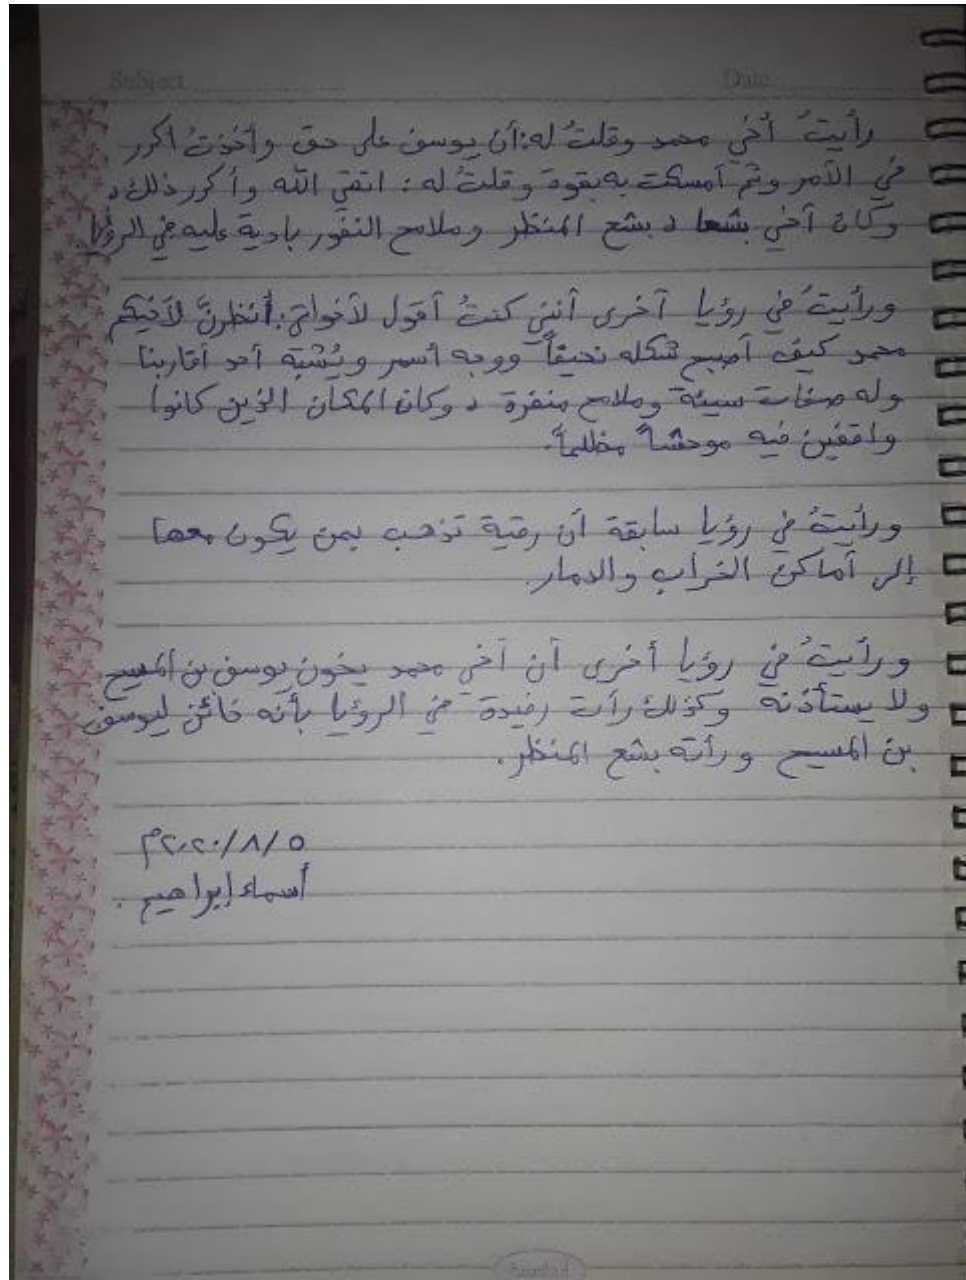 Subject
Date
رأيتُ أخي محمد وقلتُ له: أن يوسف على حق وأخذتُ اكرر
في الأمر وثم أمسكت به بقوة وقلتُ له : اتقي الله وأكرر ذلك ،
وكان أخي بشعا ، بشع المنظر وملامح النفور بادية عليه في الرؤيا.
ورأيتُ في رؤيا آخرى أنني كنتُ أقول لأخواتي: أنظرنَّ لأخيكم
محمد كيف أصبح شكله نحيفاً ووجه أسمر ويُشبه أحد أقاربنا
وله صفات سيئة وملامح منفرة ، وكان المكان الذين كانوا
واقفين فيه موحشاً مظلماً.
ورأيتُ في رؤيا سابقة أن رقية تذهب بمن يكون معها
إلى أماكن الخراب والدمار.
ورأيتُ في رؤيا أخرى أن أخي محمد يخون يوسف بن المسيح
ولا يستأذنه وكذلك رأت رفيدة في الرؤيا بأنه خائن ليوسف
بن المسيح ورأته بشع المنظر.
٢٠٢٠/٨/٥م
أسماء إبراهيم .